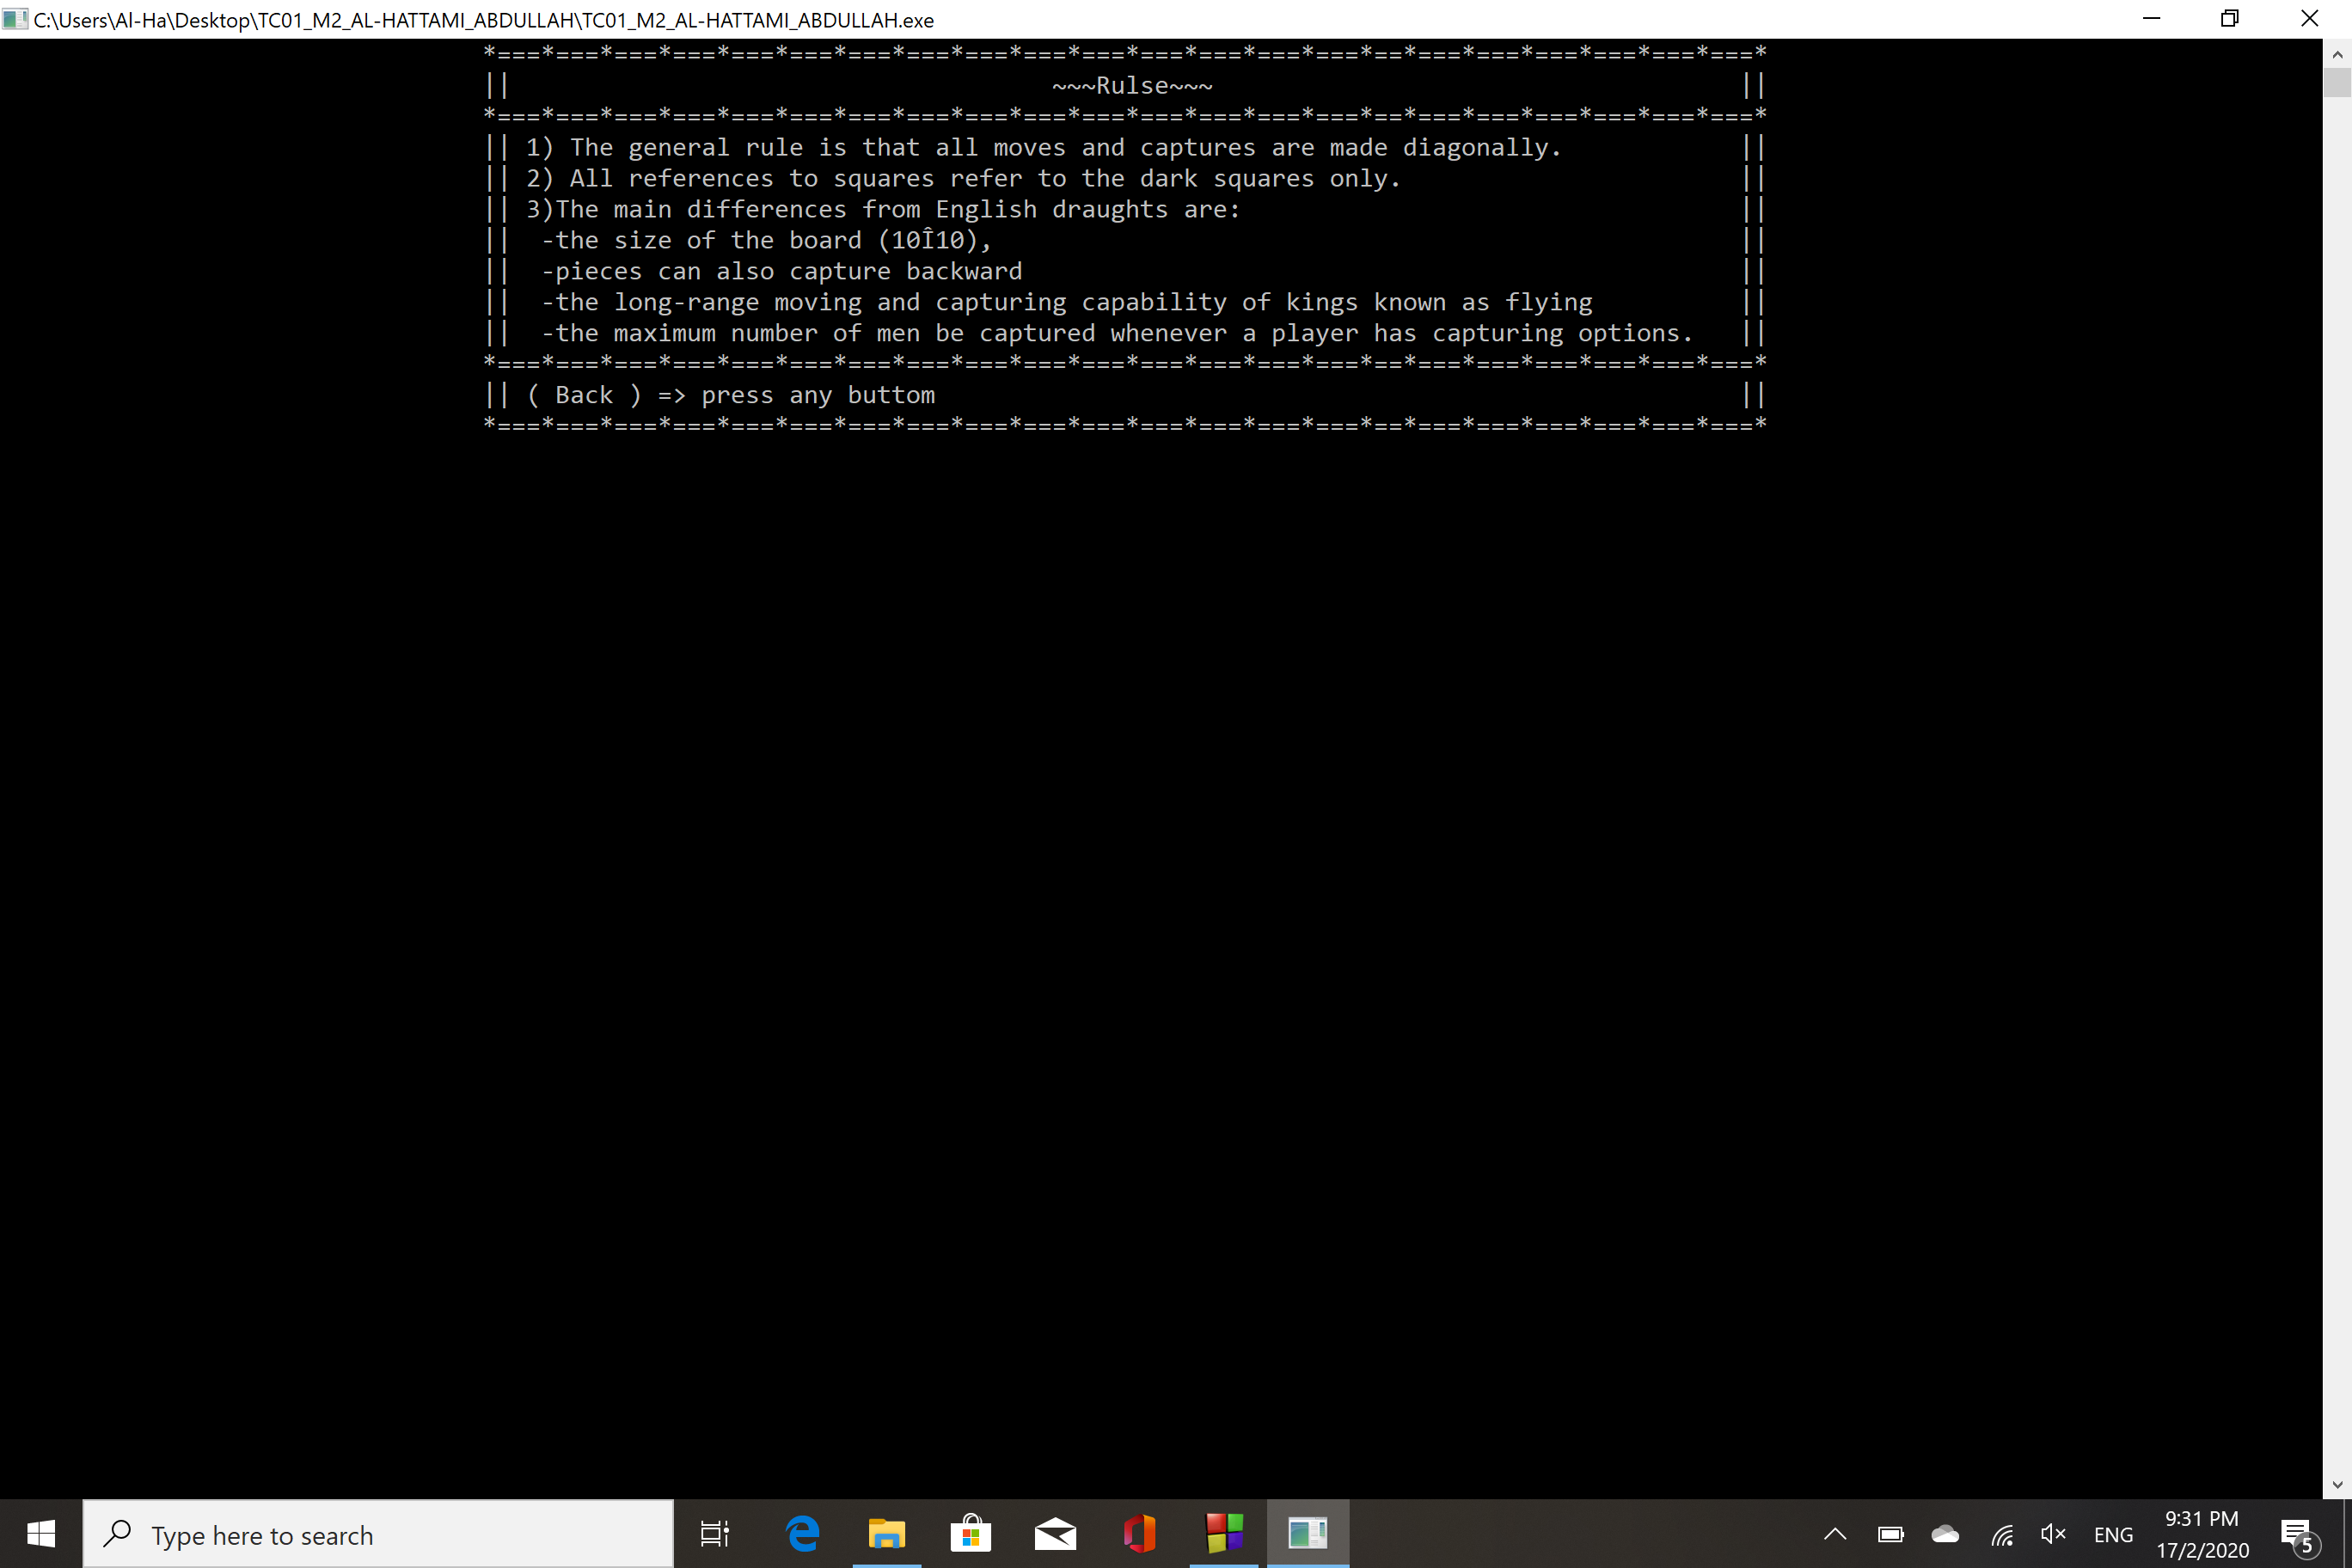 C:\Users\Al-Ha\Desktop\TC01_M2_AL-HATTAMI_ABDULLAH\TC01_M2_AL-HATTAMI_ABDULLAH.exe
*===*===*===*===*===*===*===*===*===*===*===*===*===*===*===*==*===*===*===*===*===*===*
|| ~~~Rulse~~~ ||
*===*===*===*===*===*===*===*===*===*===*===*===*===*===*===*==*===*===*===*===*===*===*
|| 1) The general rule is that all moves and captures are made diagonally. ||
|| 2) All references to squares refer to the dark squares only. ||
|| 3)The main differences from English draughts are: ||
|| -the size of the board (10Î10), ||
|| -pieces can also capture backward ||
|| -the long-range moving and capturing capability of kings known as flying ||
|| -the maximum number of men be captured whenever a player has capturing options. ||
*===*===*===*===*===*===*===*===*===*===*===*===*===*===*===*==*===*===*===*===*===*===*
|| ( Back ) => press any buttom ||
*===*===*===*===*===*===*===*===*===*===*===*===*===*===*===*==*===*===*===*===*===*===*
Type here to search
ENG
9:31 PM
17/2/2020
5